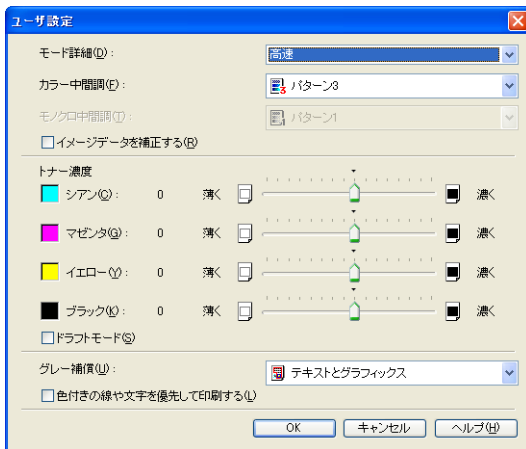 ユーザ設定
モード詳細(D): 高速
カラー中間調(F): パターン3
モノクロ中間調(T): パターン1
イメージデータを補正する(R)
トナー濃度
シアン(C): 0 薄く 濃く
マゼンタ(G): 0 薄く 濃く
イエロー(Y): 0 薄く 濃く
ブラック(K): 0 薄く 濃く
ドラフトモード(S)
グレー補償(U): テキストとグラフィックス
色付きの線や文字を優先して印刷する(L)
OK キャンセル ヘルプ(H)